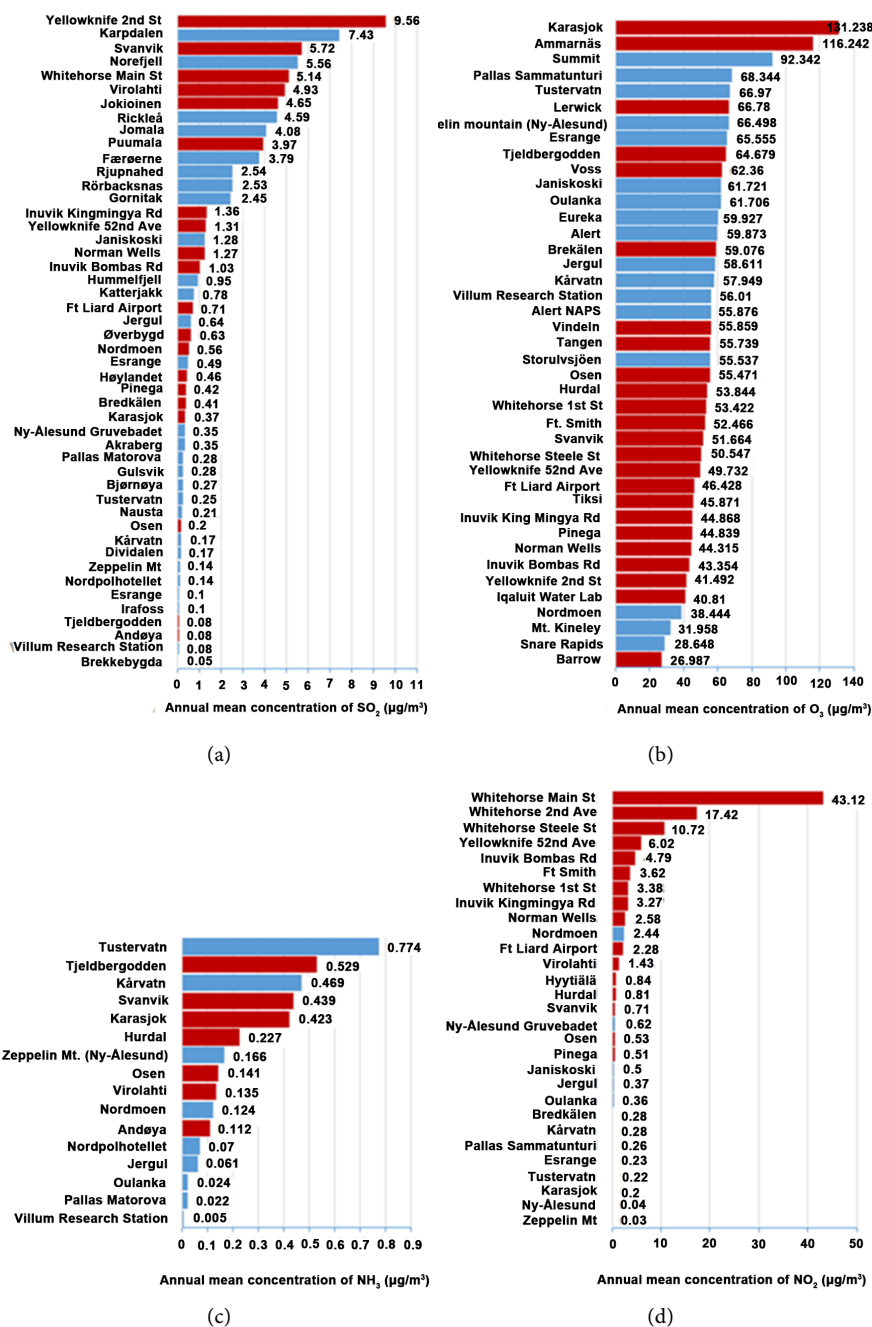 Yellowknife 2nd St 9.56
Karpdalen 7.43
Svanvik 5.72
Norefjell 5.56
Whitehorse Main St 5.14
Virolahti 4.93
Jokioinen 4.65
Rickleå 4.59
Jomala 4.08
Puumala 3.97
Færøerne 3.79
Rjupnahed 2.54
Rörbacksnas 2.53
Gornitak 2.45
Inuvik Kingmingya Rd 1.36
Yellowknife 52nd Ave 1.31
Janiskoski 1.28
Norman Wells 1.27
Inuvik Bombas Rd 1.03
Hummelfjell 0.95
Katterjakk 0.78
Ft Liard Airport 0.71
Jergul 0.64
Øverbygd 0.63
Nordmoen 0.56
Esrange 0.49
Høylandet 0.46
Pinega 0.42
Bredkälen 0.41
Karasjok 0.37
Ny-Ålesund Gruvebadet 0.35
Akraberg 0.35
Pallas Matorova 0.28
Gulsvik 0.28
Bjørnøya 0.27
Tustervatn 0.25
Nausta 0.21
Osen 0.2
Kårvatn 0.17
Dividalen 0.17
Zeppelin Mt 0.14
Nordpolhotellet 0.14
Esrange 0.1
Irafoss 0.1
Tjeldbergodden 0.08
Andøya 0.08
Villum Research Station 0.08
Brekkebygda 0.05
0 1 2 3 4 5 6 7 8 9 10 11
Annual mean concentration of SO₂ (µg/m³)
(a)
Karasjok 131.238
Ammarnäs 116.242
Summit 92.342
Pallas Sammatunturi 68.344
Tustervatn 66.97
Lerwick 66.78
elin mountain (Ny-Ålesund) 66.498
Esrange 65.555
Tjeldbergodden 64.679
Voss 62.36
Janiskoski 61.721
Oulanka 61.706
Eureka 59.927
Alert 59.873
Brekälen 59.076
Jergul 58.611
Kårvatn 57.949
Villum Research Station 56.01
Alert NAPS 55.876
Vindeln 55.859
Tangen 55.739
Storulvsjöen 55.537
Osen 55.471
Hurdal 53.844
Whitehorse 1st St 53.422
Ft. Smith 52.466
Svanvik 51.664
Whitehorse Steele St 50.547
Yellowknife 52nd Ave 49.732
Ft Liard Airport 46.428
Tiksi 45.871
Inuvik King Mingya Rd 44.868
Pinega 44.839
Norman Wells 44.315
Inuvik Bombas Rd 43.354
Yellowknife 2nd St 41.492
Iqaluit Water Lab 40.81
Nordmoen 38.444
Mt. Kineley 31.958
Snare Rapids 28.648
Barrow 26.987
0 20 40 60 80 100 120 140
Annual mean concentration of O₃ (µg/m³)
(b)
Tustervatn 0.774
Tjeldbergodden 0.529
Kårvatn 0.469
Svanvik 0.439
Karasjok 0.423
Hurdal 0.227
Zeppelin Mt. (Ny-Ålesund) 0.166
Osen 0.141
Virolahti 0.135
Nordmoen 0.124
Andøya 0.112
Nordpolhotellet 0.07
Jergul 0.061
Oulanka 0.024
Pallas Matorova 0.022
Villum Research Station 0.005
0 0.1 0.2 0.3 0.4 0.5 0.6 0.7 0.8 0.9
Annual mean concentration of NH₃ (µg/m³)
(c)
Whitehorse Main St 43.12
Whitehorse 2nd Ave 17.42
Whitehorse Steele St 10.72
Yellowknife 52nd Ave 6.02
Inuvik Bombas Rd 4.79
Ft Smith 3.62
Whitehorse 1st St 3.38
Inuvik Kingmingya Rd 3.27
Norman Wells 2.58
Nordmoen 2.44
Ft Liard Airport 2.28
Virolahti 1.43
Hyytiälä 0.84
Hurdal 0.81
Svanvik 0.71
Ny-Ålesund Gruvebadet 0.62
Osen 0.53
Pinega 0.51
Janiskoski 0.5
Jergul 0.37
Oulanka 0.36
Bredkälen 0.28
Kårvatn 0.28
Pallas Sammatunturi 0.26
Esrange 0.23
Tustervatn 0.22
Karasjok 0.2
Ny-Ålesund 0.04
Zeppelin Mt 0.03
0 10 20 30 40 50
Annual mean concentration of NO₂ (µg/m³)
(d)